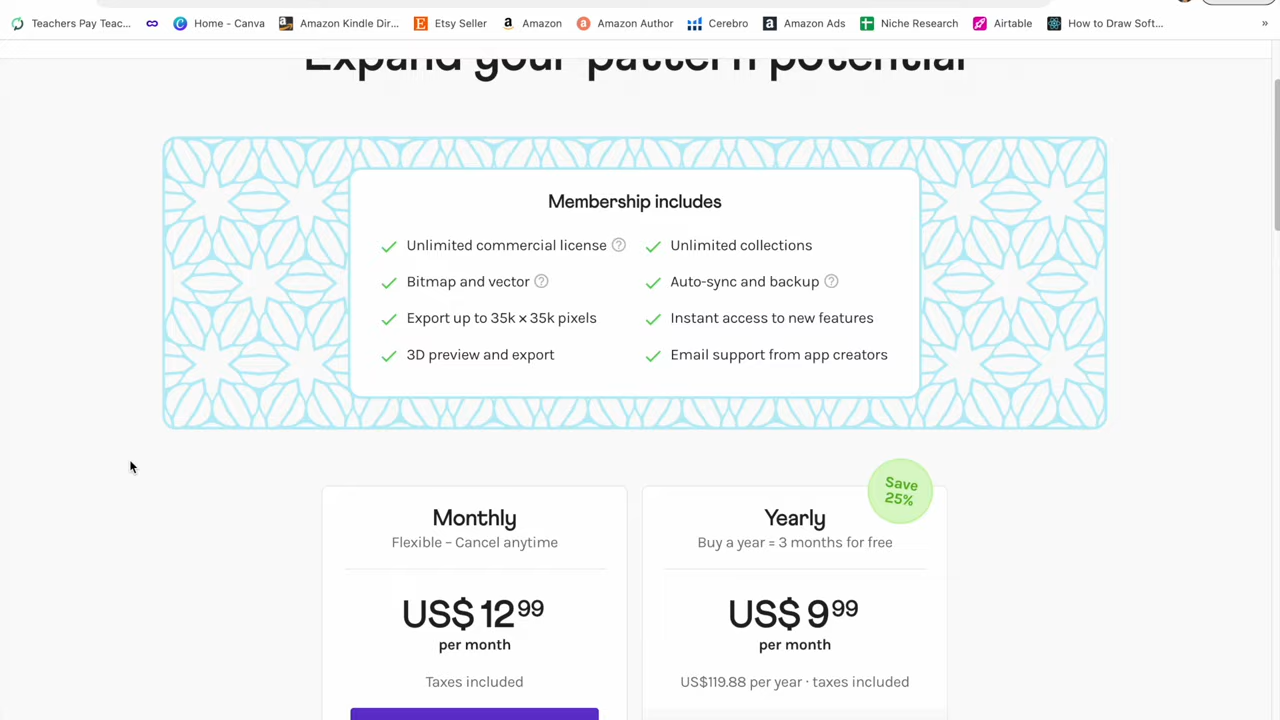 Teachers Pay Teac... Home - Canva Amazon Kindle Dir... Etsy Seller Amazon Amazon Author Cerebro Amazon Ads Niche Research Airtable How to Draw Soft... »
Expand your pattern potential
Membership includes
Unlimited commercial license ? Unlimited collections
Bitmap and vector ? Auto-sync and backup ?
Export up to 35k × 35k pixels Instant access to new features
3D preview and export Email support from app creators
Save
25%
Monthly Yearly
Flexible – Cancel anytime Buy a year = 3 months for free
US$ 12 99 US$ 9 99
per month per month
Taxes included US$119.88 per year · taxes included